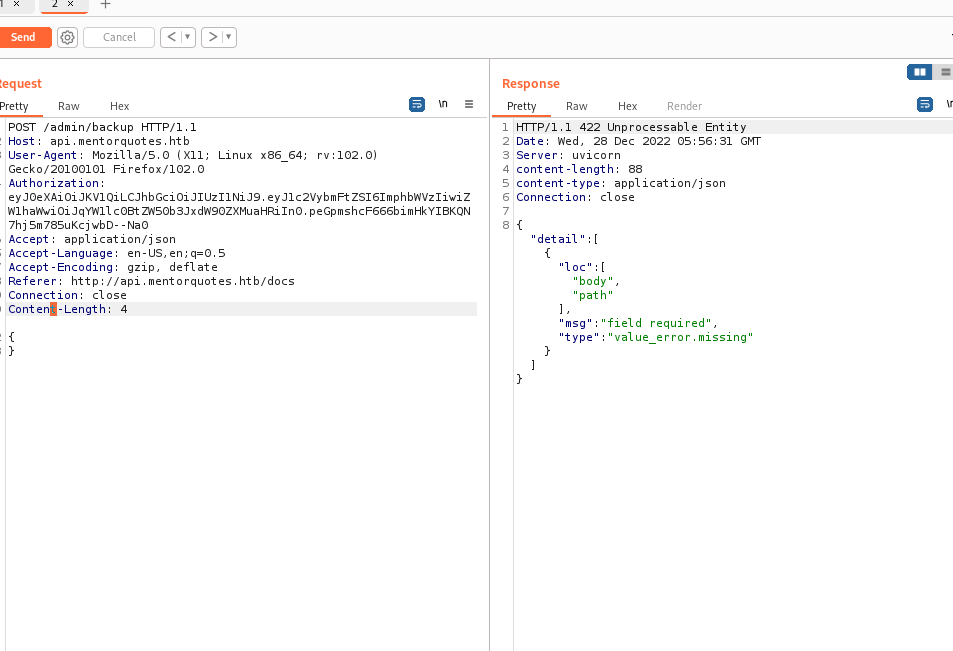 1 × 2 × +
Send Cancel < ▼ > ▼
equest
Pretty Raw Hex \n ≡
POST /admin/backup HTTP/1.1
Host: api.mentorquotes.htb
User-Agent: Mozilla/5.0 (X11; Linux x86_64; rv:102.0)
Gecko/20100101 Firefox/102.0
Authorization:
eyJ0eXAiOiJKV1QiLCJhbGciOiJIUzI1NiJ9.eyJ1c2VybmFtZSI6ImphbWVzIiwiZ
W1haWwiOiJqYW1lc0BtZW50b3JxdW90ZXMuaHRiIn0.peGpmshcF666bimHkYIBKQN
7hj5m785uKcjwbD--Na0
Accept: application/json
Accept-Language: en-US,en;q=0.5
Accept-Encoding: gzip, deflate
Referer: http://api.mentorquotes.htb/docs
Connection: close
Content-Length: 4
{
}
Response
Pretty Raw Hex Render \n
1 HTTP/1.1 422 Unprocessable Entity
2 Date: Wed, 28 Dec 2022 05:56:31 GMT
3 Server: uvicorn
4 content-length: 88
5 content-type: application/json
6 Connection: close
7
8 {
"detail":[
{
"loc":[
"body",
"path"
],
"msg":"field required",
"type":"value_error.missing"
}
]
}